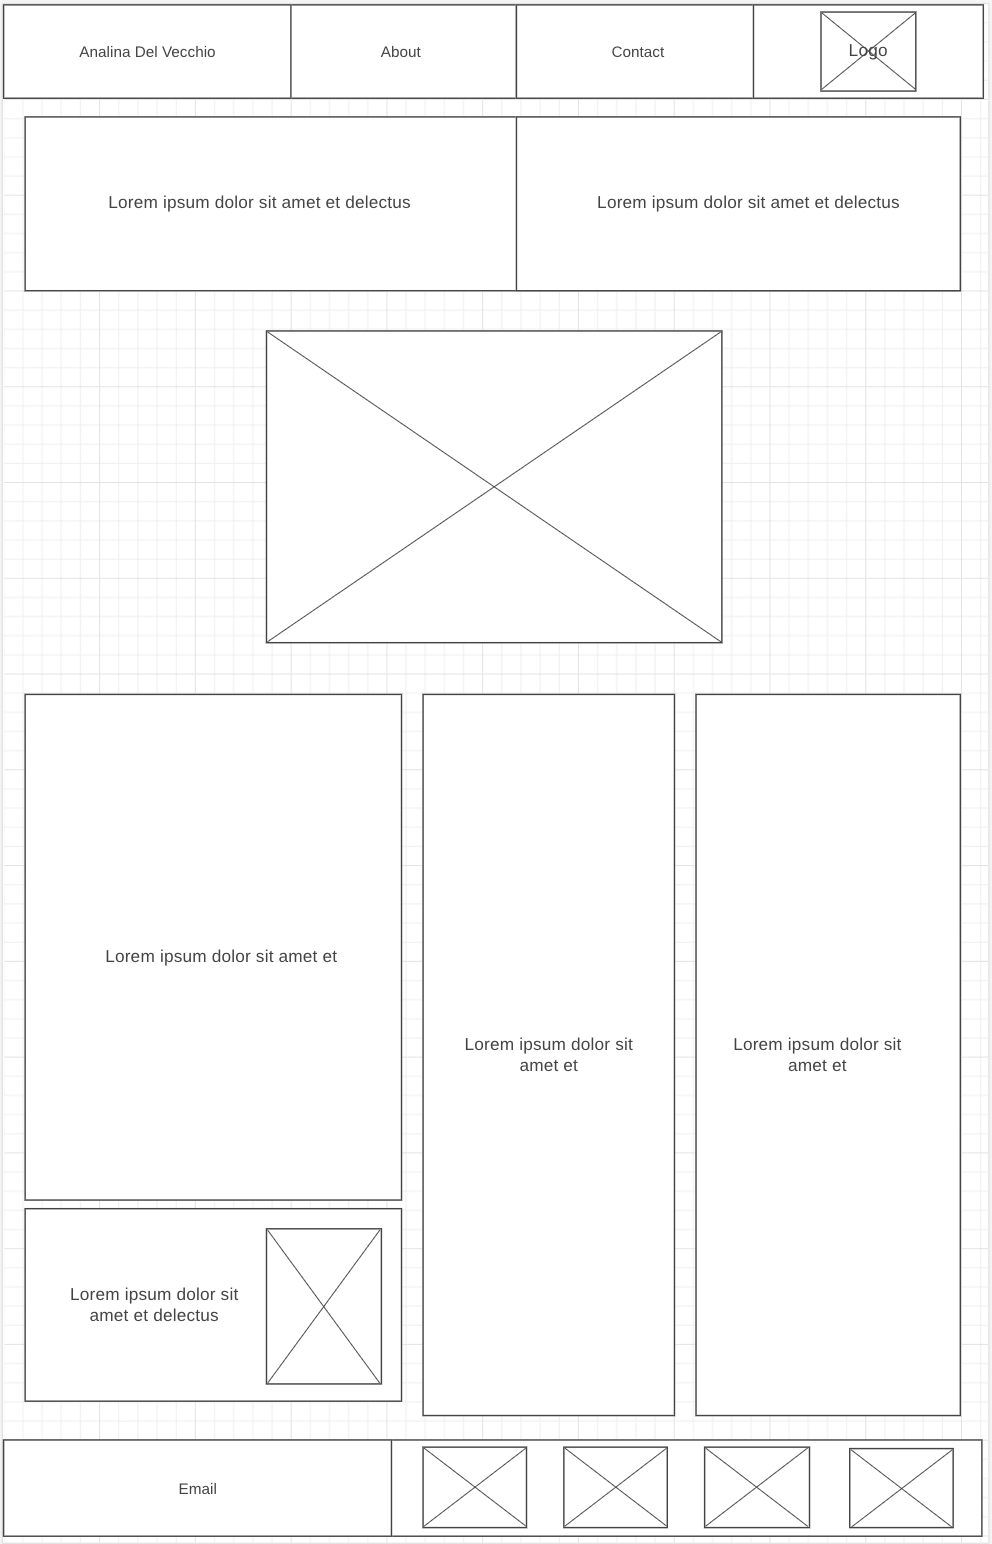 Analina Del Vecchio
About
Contact
Logo
Lorem ipsum dolor sit amet et delectus
Lorem ipsum dolor sit amet et delectus
Lorem ipsum dolor sit amet et
Lorem ipsum dolor sit
amet et delectus
Lorem ipsum dolor sit
amet et
Lorem ipsum dolor sit
amet et
Email